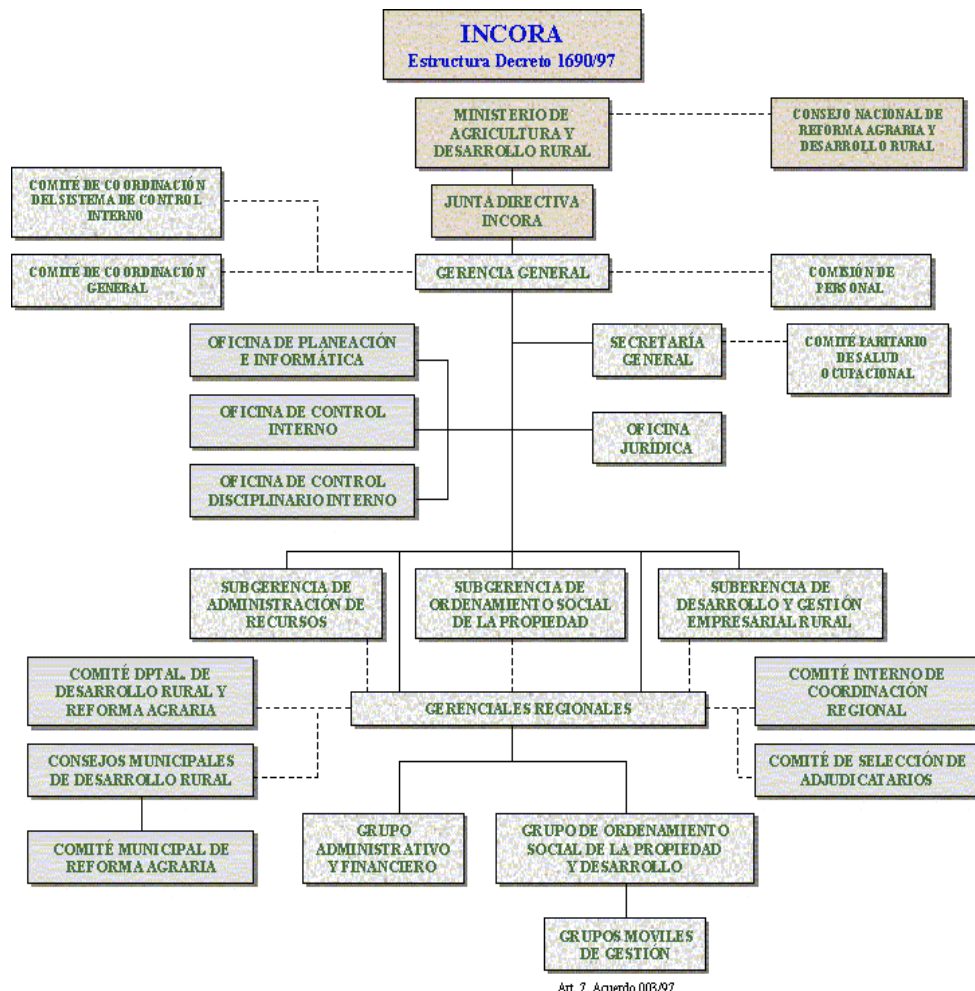 INCORA
Estructura Decreto 1690/97
MINISTERIO DE
AGRICULTURA Y
DESARROLLO RURAL
CONSEJO NACIONAL DE
REFORMA AGRARIA Y
DESARROLLO RURAL
COMITÉ DE COORDINACIÓN
DEL SISTEMA DE CONTROL
INTERNO
JUNTA DIRECTIVA
INCORA
COMITÉ DE COORDINACIÓN
GENERAL
GERENCIA GENERAL
COMISIÓN DE
PERSONAL
OFICINA DE PLANEACIÓN
E INFORMÁTICA
SECRETARÍA
GENERAL
COMITÉ PARITARIO
DE SALUD
OCUPACIONAL
OFICINA DE CONTROL
INTERNO
OFICINA
JURÍDICA
OFICINA DE CONTROL
DISCIPLINARIO INTERNO
SUBGERENCIA DE
ADMINISTRACIÓN DE
RECURSOS
SUBGERENCIA DE
ORDENAMIENTO SOCIAL
DE LA PROPIEDAD
SUBERENCIA DE
DESARROLLO Y GESTIÓN
EMPRESARIAL RURAL
COMITÉ DPTAL. DE
DESARROLLO RURAL Y
REFORMA AGRARIA
GERENCIALES REGIONALES
COMITÉ INTERNO DE
COORDINACIÓN
REGIONAL
CONSEJOS MUNICIPALES
DE DESARROLLO RURAL
COMITÉ DE SELECCIÓN DE
ADJUDICATARIOS
COMITÉ MUNICIPAL DE
REFORMA AGRARIA
GRUPO
ADMINISTRATIVO
Y FINANCIERO
GRUPO DE ORDENAMIENTO
SOCIAL DE LA PROPIEDAD
Y DESARROLLO
GRUPOS MOVILES
DE GESTIÓN
Art. 7 Acuerdo 003/97